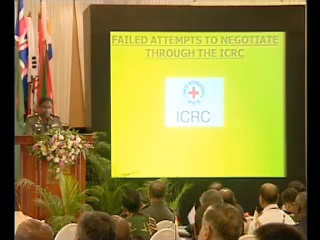 FAILED ATTEMPTS TO NEGOTIATE
THROUGH THE ICRC
ICRC